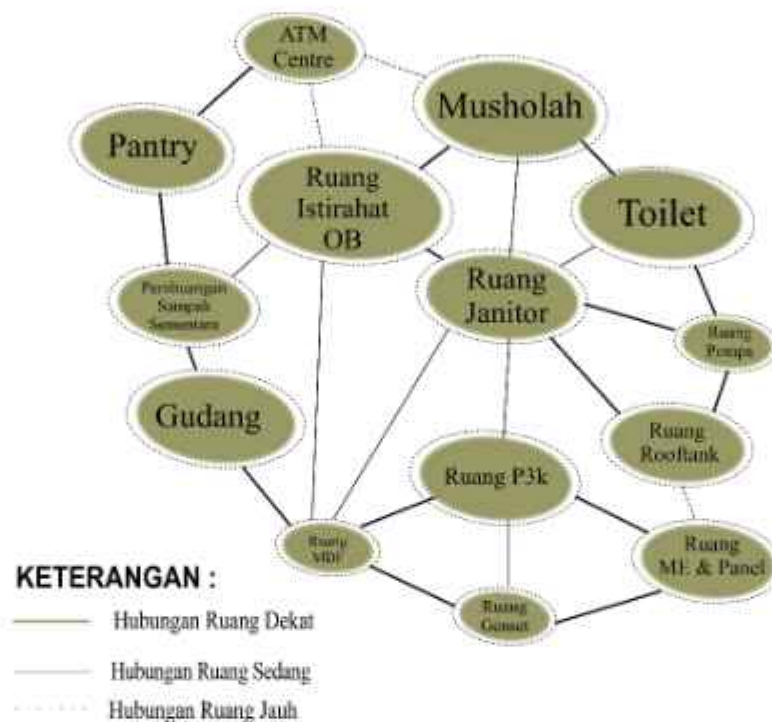 ATM
Centre
Musholah
Pantry
Ruang
Istirahat
OB
Toilet
Ruang
Janitor
Pembuangan
Sampah
Sementara
Ruang
Pompa
Gudang
Ruang
Rooftank
Ruang P3k
Ruang
MDF
Ruang
ME & Panel
Ruang
Genset
KETERANGAN :
Hubungan Ruang Dekat
Hubungan Ruang Sedang
Hubungan Ruang Jauh